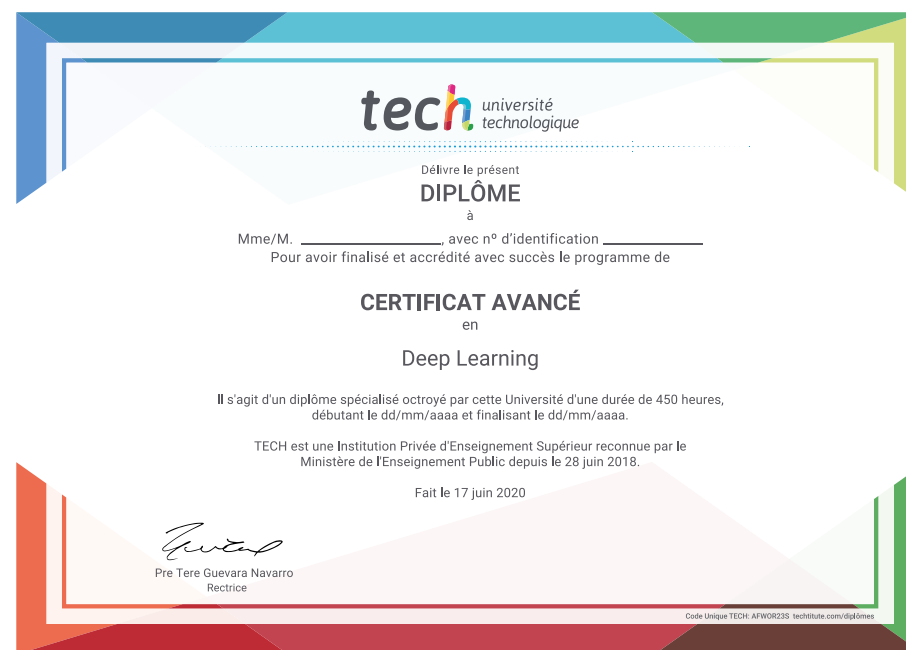 tech université
technologique
Délivre le présent
DIPLÔME
à
Mme/M. ____________________, avec nº d'identification ______________
Pour avoir finalisé et accrédité avec succès le programme de
CERTIFICAT AVANCÉ
en
Deep Learning
Il s'agit d'un diplôme spécialisé octroyé par cette Université d'une durée de 450 heures,
débutant le dd/mm/aaaa et finalisant le dd/mm/aaaa.
TECH est une Institution Privée d'Enseignement Supérieur reconnue par le
Ministère de l'Enseignement Public depuis le 28 juin 2018.
Fait le 17 juin 2020
Pre Tere Guevara Navarro
Rectrice
Code Unique TECH: AFWOR23S techtitute.com/diplômes